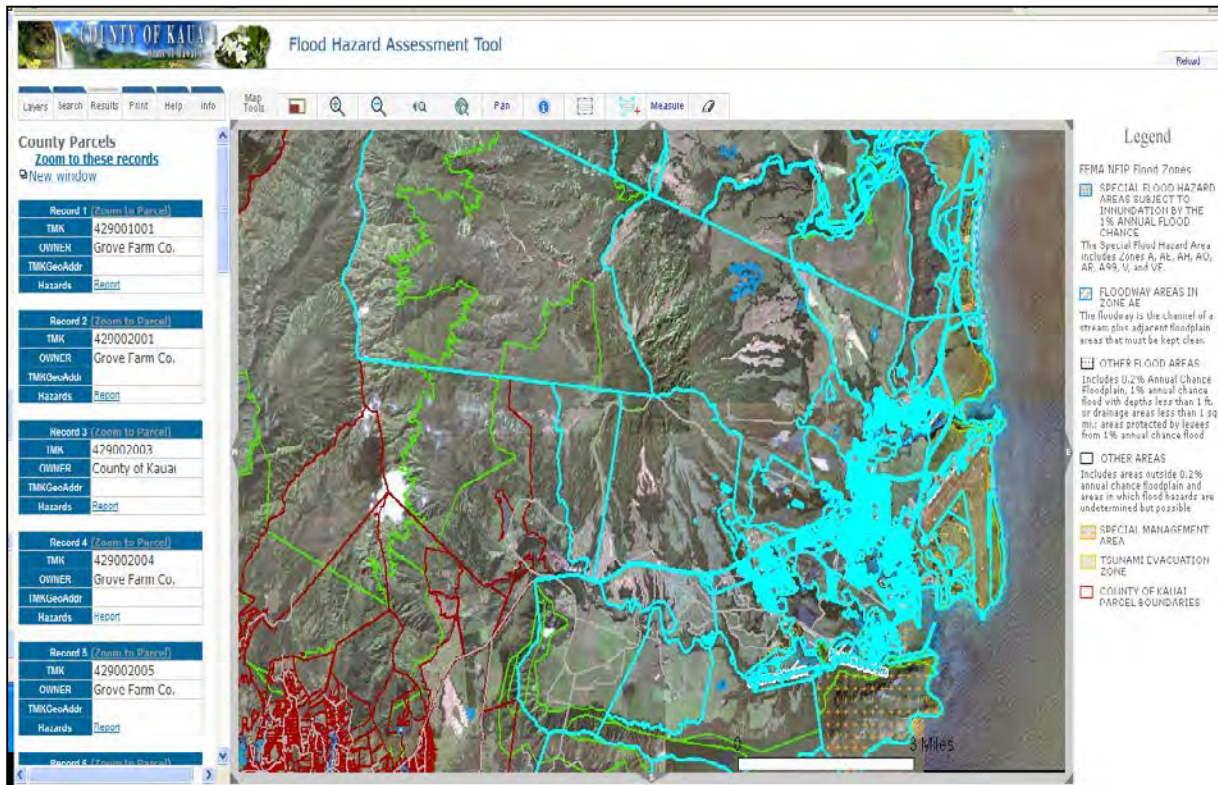 COUNTY OF KAUA'I
State of Hawai'i
Flood Hazard Assessment Tool
Reload
Layers Search Results Print Help Info
Map Tools
Pan
Measure
County Parcels
Zoom to these records
New window
Record 1 (Zoom to Parcel)
TMK 429001001
OWNER Grove Farm Co.
TMKGeoAddr
Hazards Report
Record 2 (Zoom to Parcel)
TMK 429002001
OWNER Grove Farm Co.
TMKGeoAddr
Hazards Report
Record 3 (Zoom to Parcel)
TMK 429002003
OWNER County of Kauai
TMKGeoAddr
Hazards Report
Record 4 (Zoom to Parcel)
TMK 429002004
OWNER Grove Farm Co.
TMKGeoAddr
Hazards Report
Record 5 (Zoom to Parcel)
TMK 429002005
OWNER Grove Farm Co.
TMKGeoAddr
Hazards Report
0 3 Miles
Legend
FEMA NFIP Flood Zones
SPECIAL FLOOD HAZARD
AREAS SUBJECT TO
INNUNDATION BY THE
1% ANNUAL FLOOD
CHANCE
The Special Flood Hazard Area
includes Zones A, AE, AH, AO,
AR, A99, V, and VE.
FLOODWAY AREAS IN
ZONE AE
The floodway is the channel of a
stream plus adjacent floodplain
areas that must be kept clear.
OTHER FLOOD AREAS
Includes 0.2% Annual Chance
Floodplain, 1% annual chance
flood with depths less than 1 ft.
or drainage areas less than 1 sq
mi.; areas protected by levees
from 1% annual chance flood
OTHER AREAS
Includes areas outside 0.2%
annual chance floodplain and
areas in which flood hazards are
undetermined but possible
SPECIAL MANAGEMENT
AREA
TSUNAMI EVACUATION
ZONE
COUNTY OF KAUAI
PARCEL BOUNDARIES